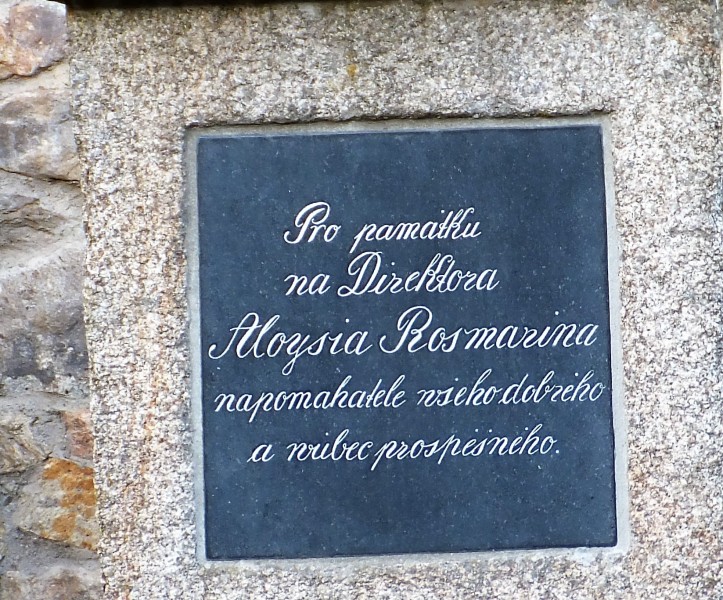 Pro památku
na Direktora
Aloysia Rosmarina
napomahatele všeho dobrého
a vůbec prospěšného.